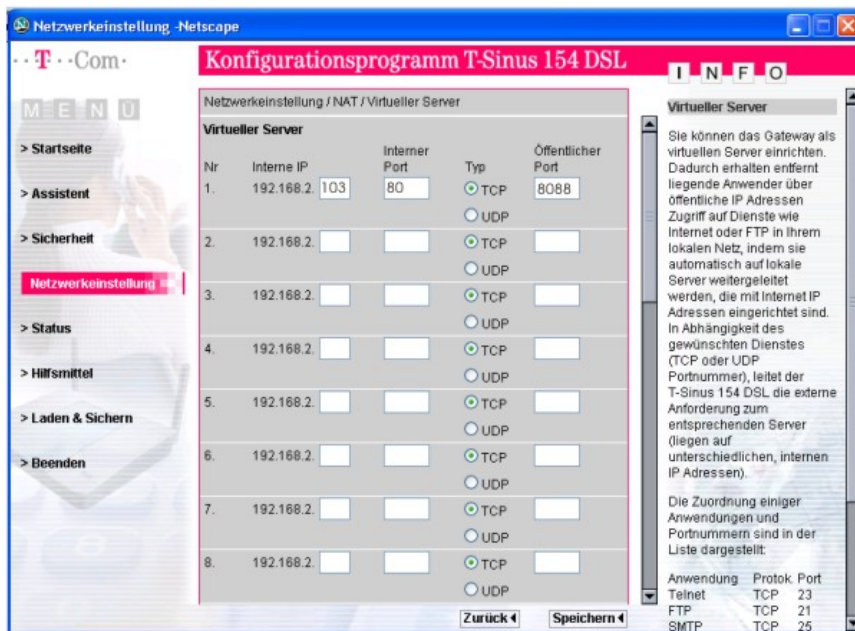 Netzwerkeinstellung -Netscape
··T··Com·
Konfigurationsprogramm T-Sinus 154 DSL
INFO
MENÜ
> Startseite
> Assistent
> Sicherheit
Netzwerkeinstellung
> Status
> Hilfsmittel
> Laden & Sichern
> Beenden
Netzwerkeinstellung / NAT / Virtueller Server
Virtueller Server
Nr Interne IP Interner Port Typ Öffentlicher Port
1. 192.168.2. 103 80 TCP 8088
UDP
2. 192.168.2. TCP
UDP
3. 192.168.2. TCP
UDP
4. 192.168.2. TCP
UDP
5. 192.168.2. TCP
UDP
6. 192.168.2. TCP
UDP
7. 192.168.2. TCP
UDP
8. 192.168.2. TCP
UDP
Zurück Speichern
Virtueller Server
Sie können das Gateway als
virtuellen Server einrichten.
Dadurch erhalten entfernt
liegende Anwender über
öffentliche IP Adressen
Zugriff auf Dienste wie
Internet oder FTP in Ihrem
lokalen Netz, indem sie
automatisch auf lokale
Server weitergeleitet
werden, die mit Internet IP
Adressen eingerichtet sind.
In Abhängigkeit des
gewünschten Dienstes
(TCP oder UDP
Portnummer), leitet der
T-Sinus 154 DSL die externe
Anforderung zum
entsprechenden Server
(liegen auf
unterschiedlichen, internen
IP Adressen).
Die Zuordnung einiger
Anwendungen und
Portnummern sind in der
Liste dargestellt:
Anwendung Protok. Port
Telnet TCP 23
FTP TCP 21
SMTP TCP 25